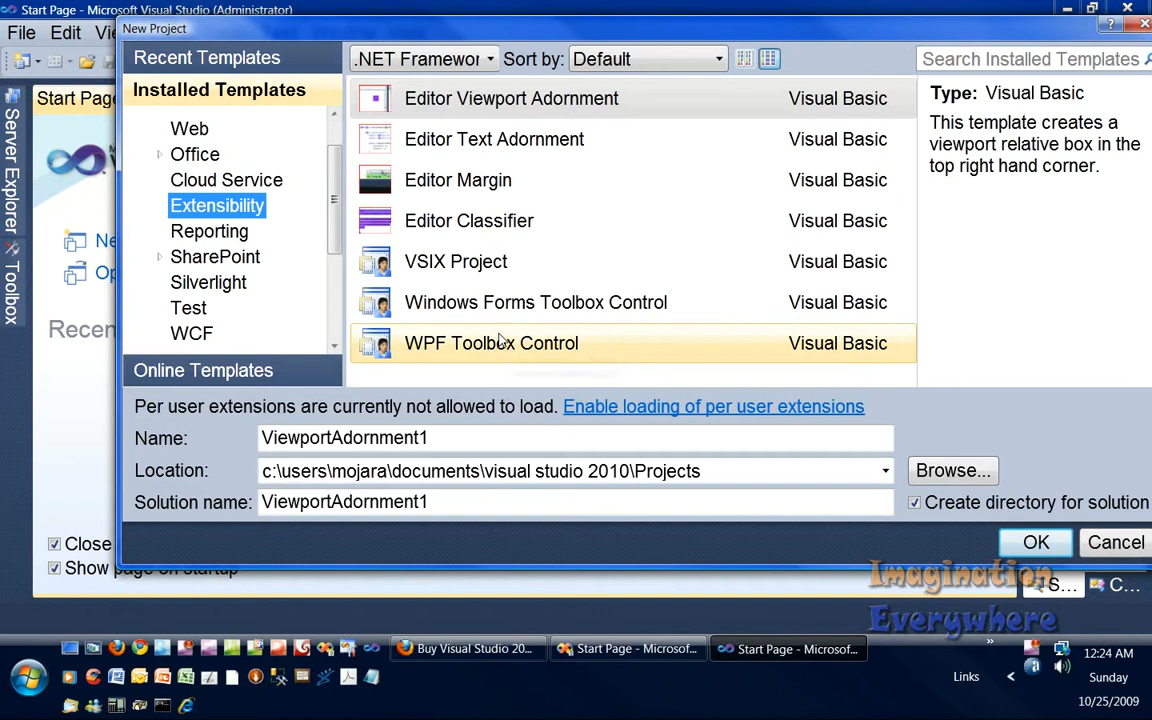 Start Page - Microsoft Visual Studio (Administrator)
File Edit
New Project
Recent Templates
Installed Templates
Web
Office
Cloud Service
Extensibility
Reporting
SharePoint
Silverlight
Test
WCF
Online Templates
.NET Framewor
Sort by: Default
Search Installed Templates
Editor Viewport Adornment Visual Basic
Editor Text Adornment Visual Basic
Editor Margin Visual Basic
Editor Classifier Visual Basic
VSIX Project Visual Basic
Windows Forms Toolbox Control Visual Basic
WPF Toolbox Control Visual Basic
Type: Visual Basic
This template creates a
viewport relative box in the
top right hand corner.
Per user extensions are currently not allowed to load. Enable loading of per user extensions
Name: ViewportAdornment1
Location: c:\users\mojara\documents\visual studio 2010\Projects
Browse...
Solution name: ViewportAdornment1
Create directory for solution
OK
Cancel
Server Explorer
Toolbox
Start Page
Ne
Op
Recen
Close
Show page on startup
Imagination
Everywhere
S...
C...
Buy Visual Studio 20...
Start Page - Microsof...
Start Page - Microsof...
Links
12:24 AM
Sunday
10/25/2009